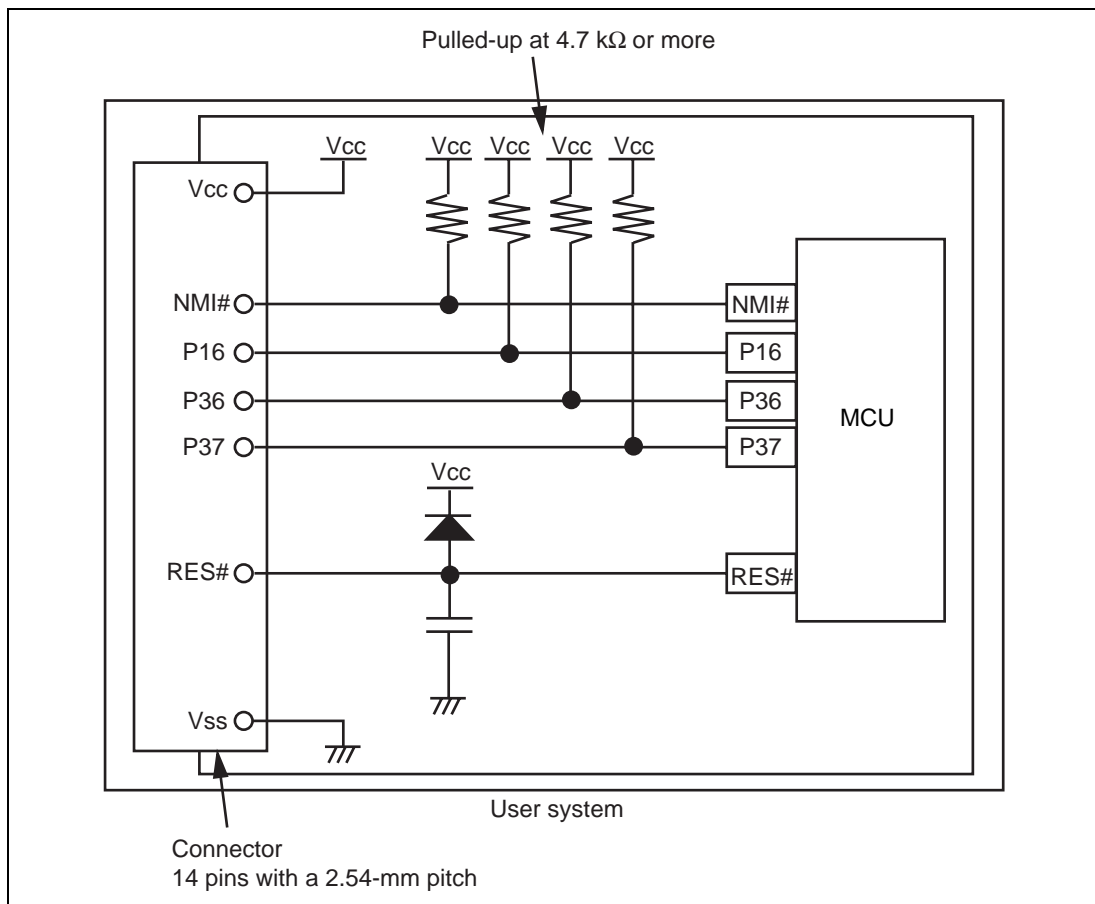 Pulled-up at 4.7 kΩ or more
Vcc Vcc Vcc Vcc Vcc
Vcc
NMI# NMI#
P16 P16
P36 P36
MCU
P37 P37
Vcc
RES# RES#
Vss
User system
Connector
14 pins with a 2.54-mm pitch